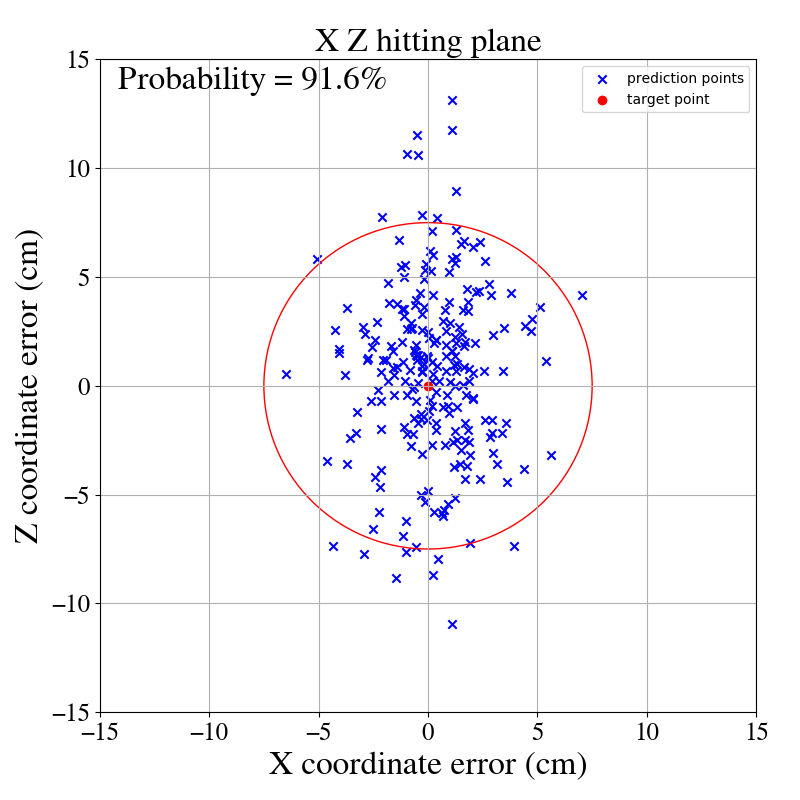 X Z hitting plane
Probability = 91.6%
prediction points
target point
15
10
5
0
−5
−10
−15
−15
−10
−5
0
5
10
15
Z coordinate error (cm)
X coordinate error (cm)